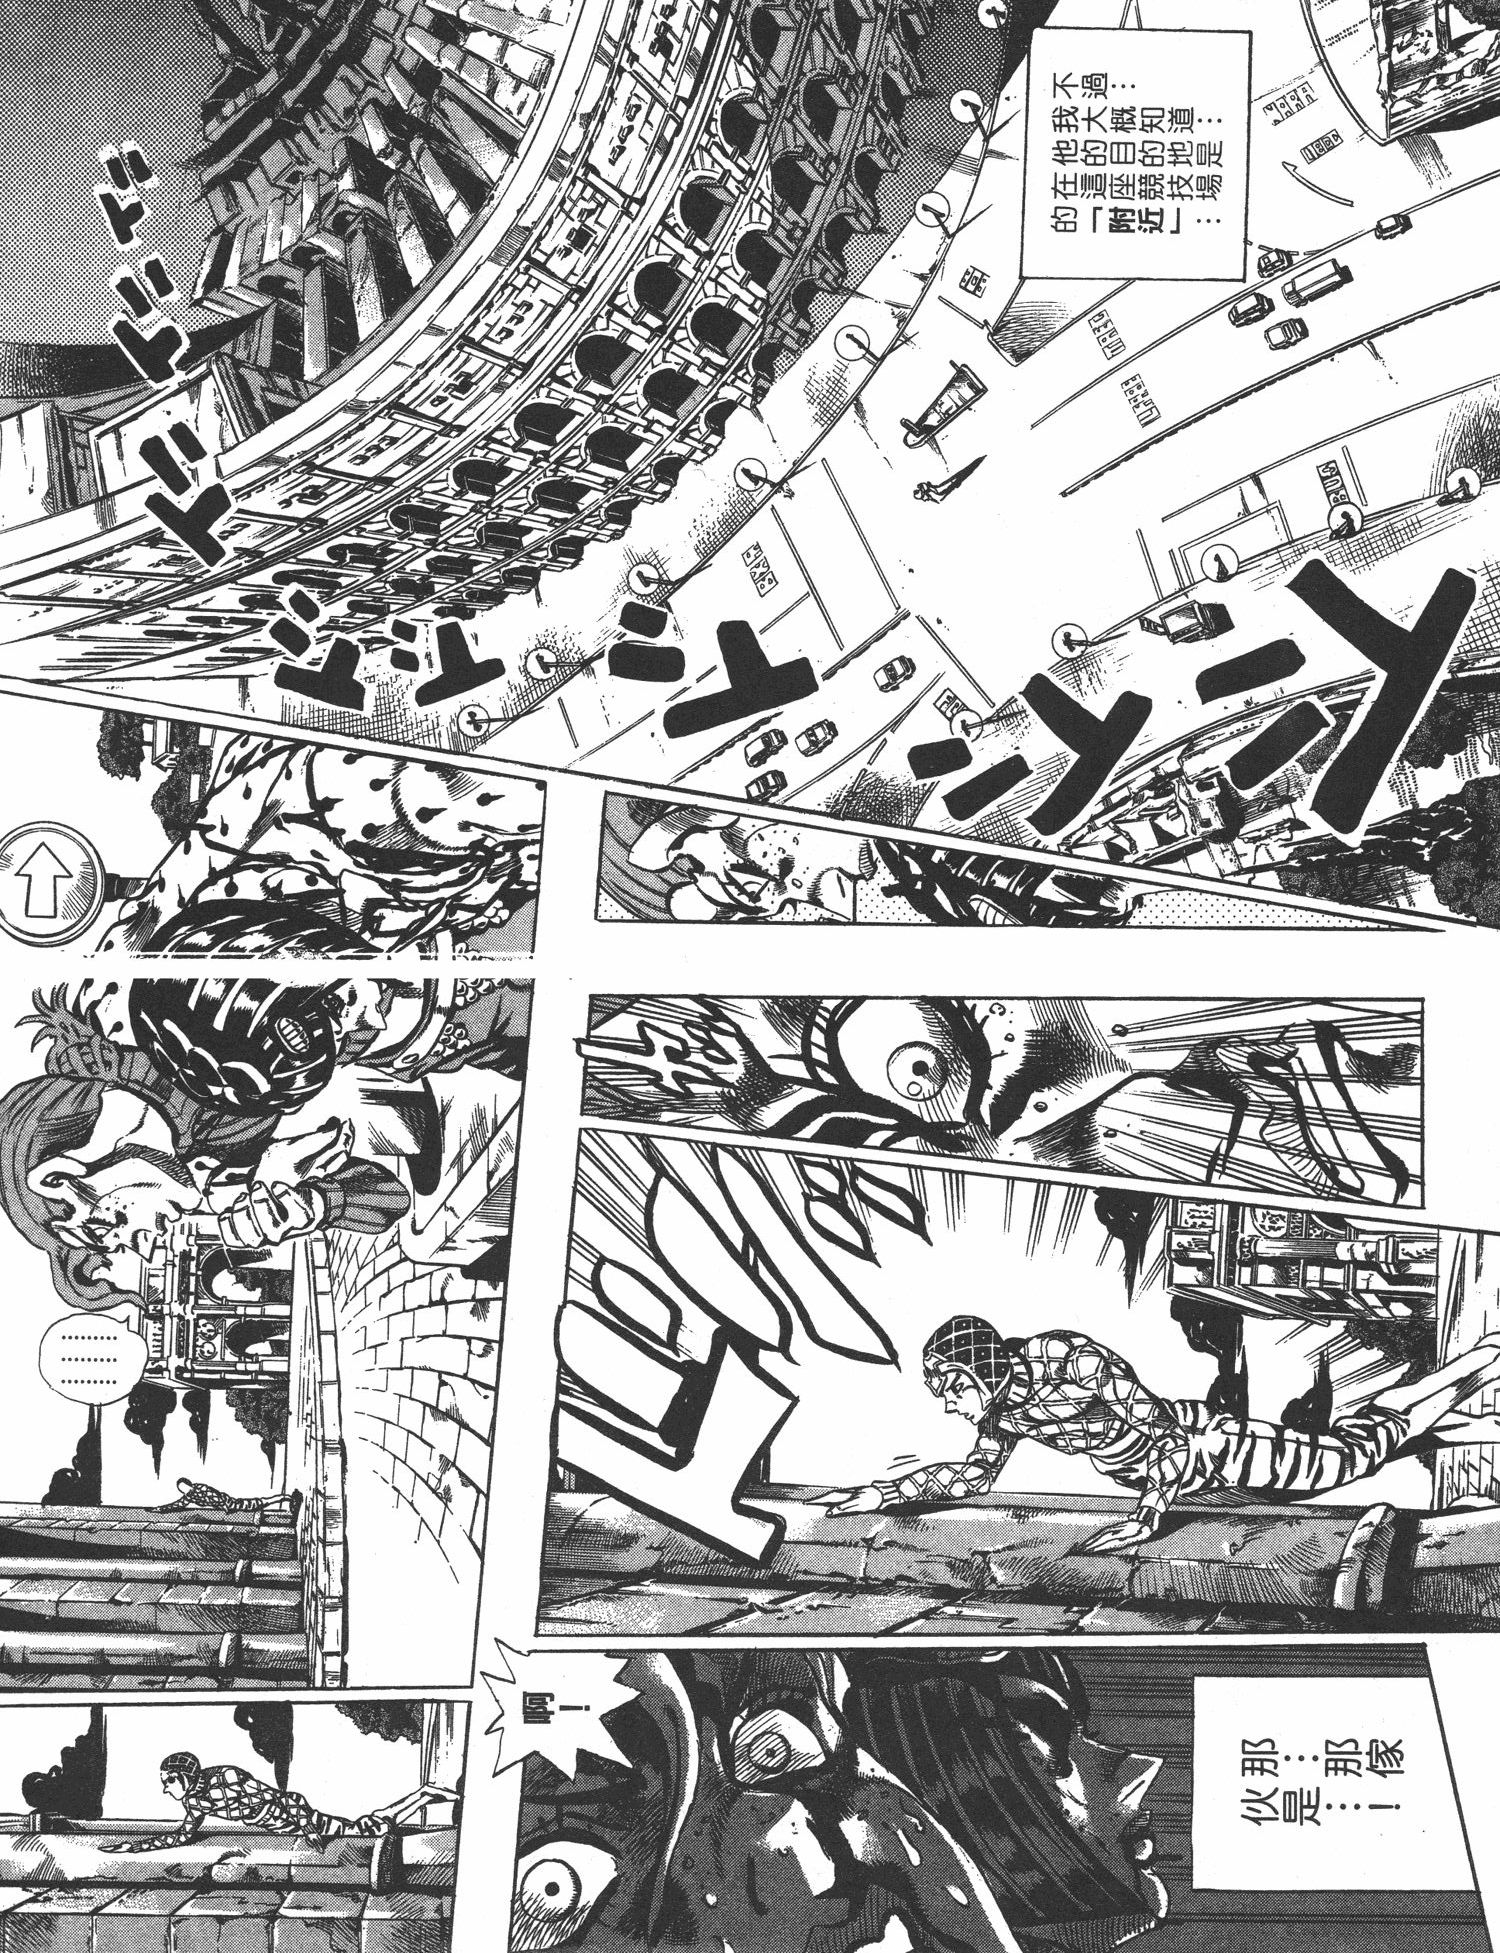 不過…
我大概知道…
他的目的地是
在這座競技場
的「附近」…
ド
ド
ド
ド
ド
ド
ド
ド
ド
………
………
………
那…那傢
伙是…！
啊！